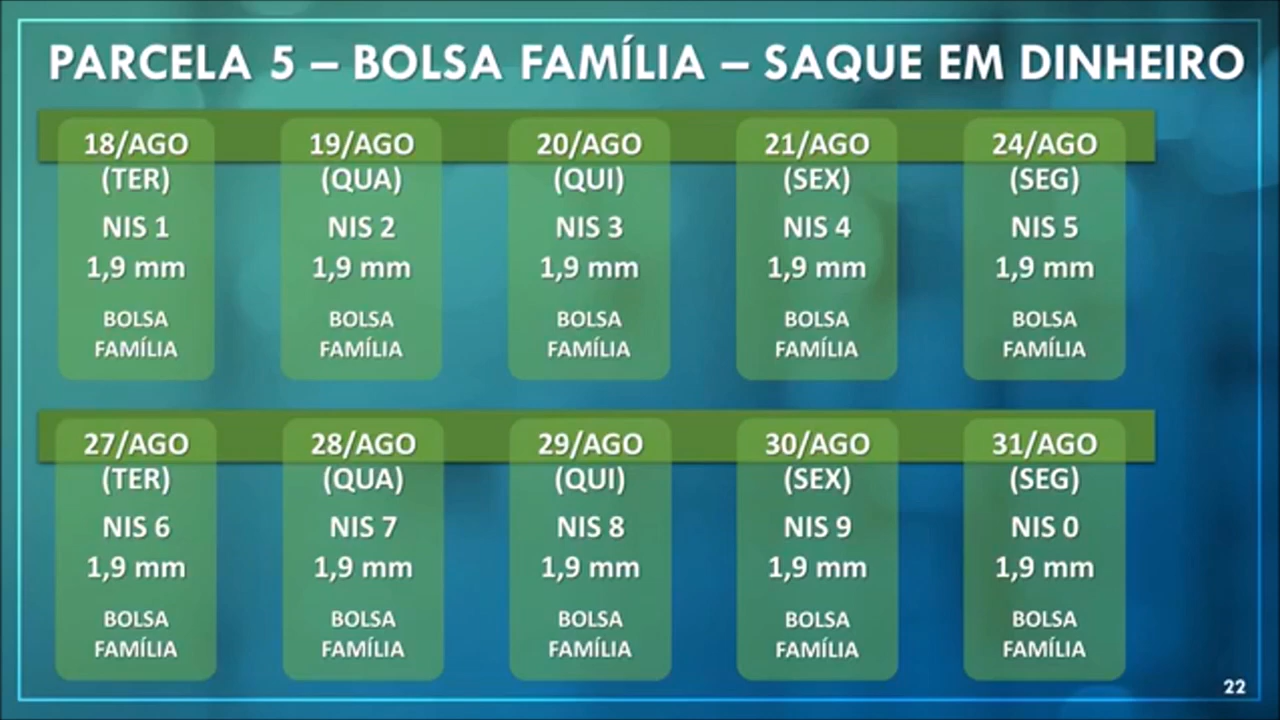 PARCELA 5 – BOLSA FAMÍLIA – SAQUE EM DINHEIRO
18/AGO
(TER)
NIS 1
1,9 mm
BOLSA
FAMÍLIA
19/AGO
(QUA)
NIS 2
1,9 mm
BOLSA
FAMÍLIA
20/AGO
(QUI)
NIS 3
1,9 mm
BOLSA
FAMÍLIA
21/AGO
(SEX)
NIS 4
1,9 mm
BOLSA
FAMÍLIA
24/AGO
(SEG)
NIS 5
1,9 mm
BOLSA
FAMÍLIA
27/AGO
(TER)
NIS 6
1,9 mm
BOLSA
FAMÍLIA
28/AGO
(QUA)
NIS 7
1,9 mm
BOLSA
FAMÍLIA
29/AGO
(QUI)
NIS 8
1,9 mm
BOLSA
FAMÍLIA
30/AGO
(SEX)
NIS 9
1,9 mm
BOLSA
FAMÍLIA
31/AGO
(SEG)
NIS 0
1,9 mm
BOLSA
FAMÍLIA
22